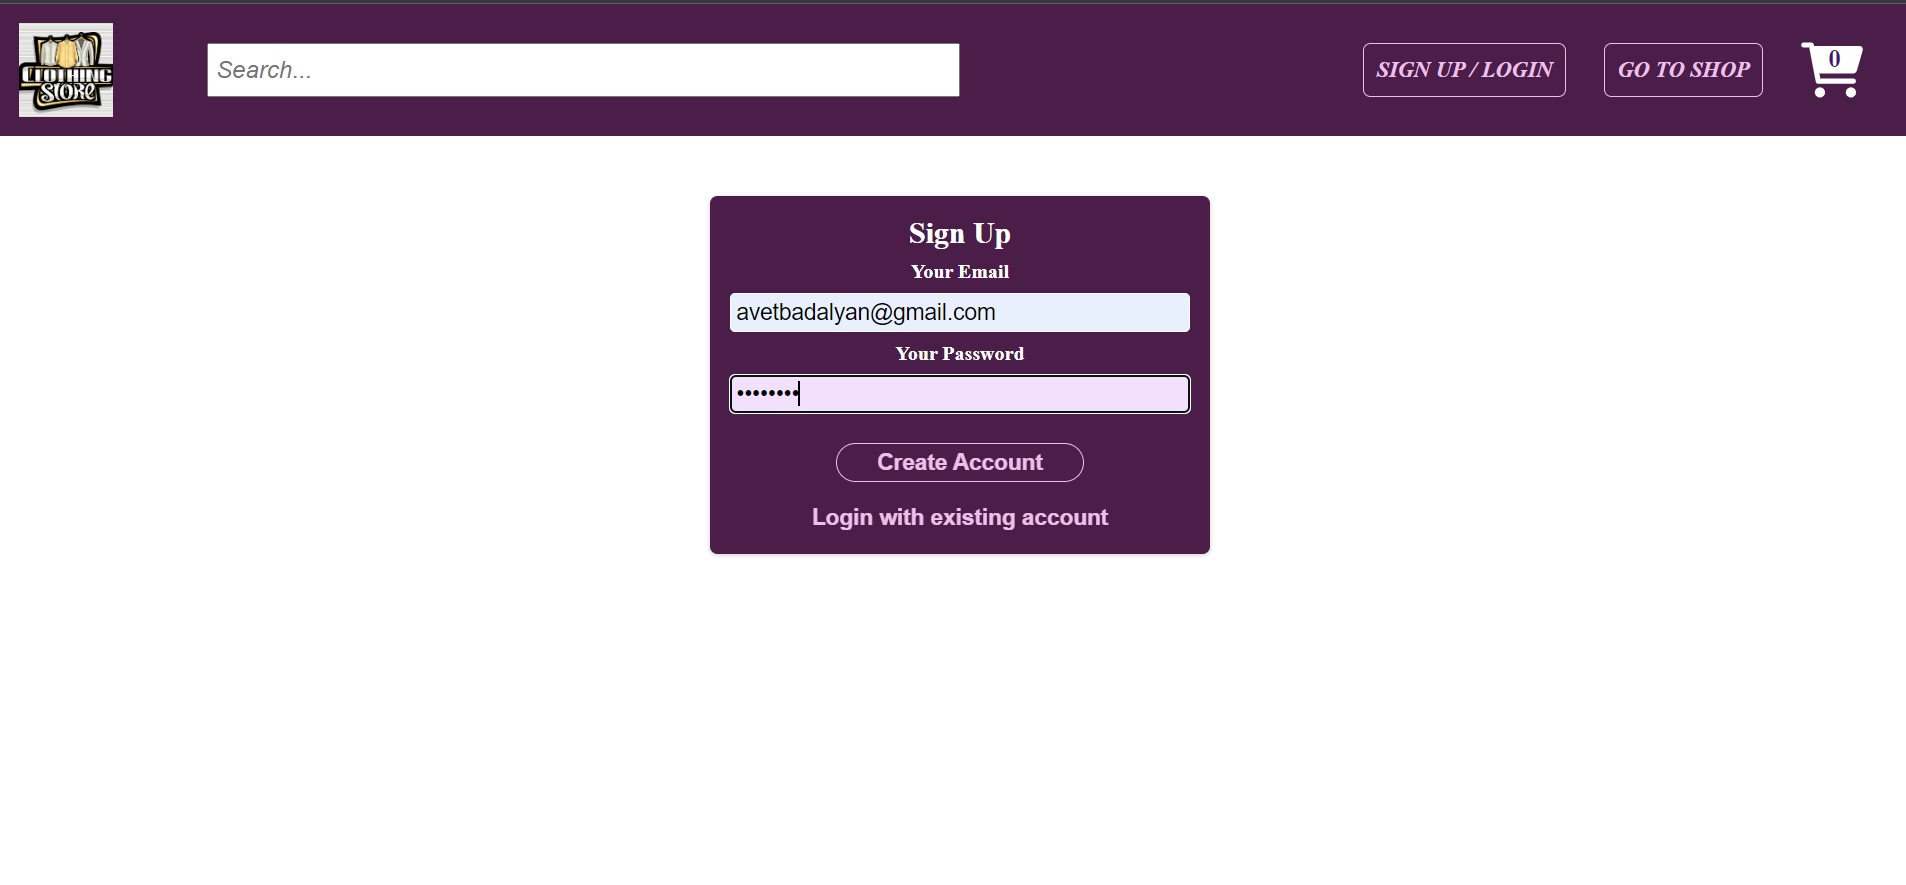 CLOTHING
STORE
Search...
SIGN UP / LOGIN
GO TO SHOP
0
Sign Up
Your Email
avetbadalyan@gmail.com
Your Password
••••••••
Create Account
Login with existing account